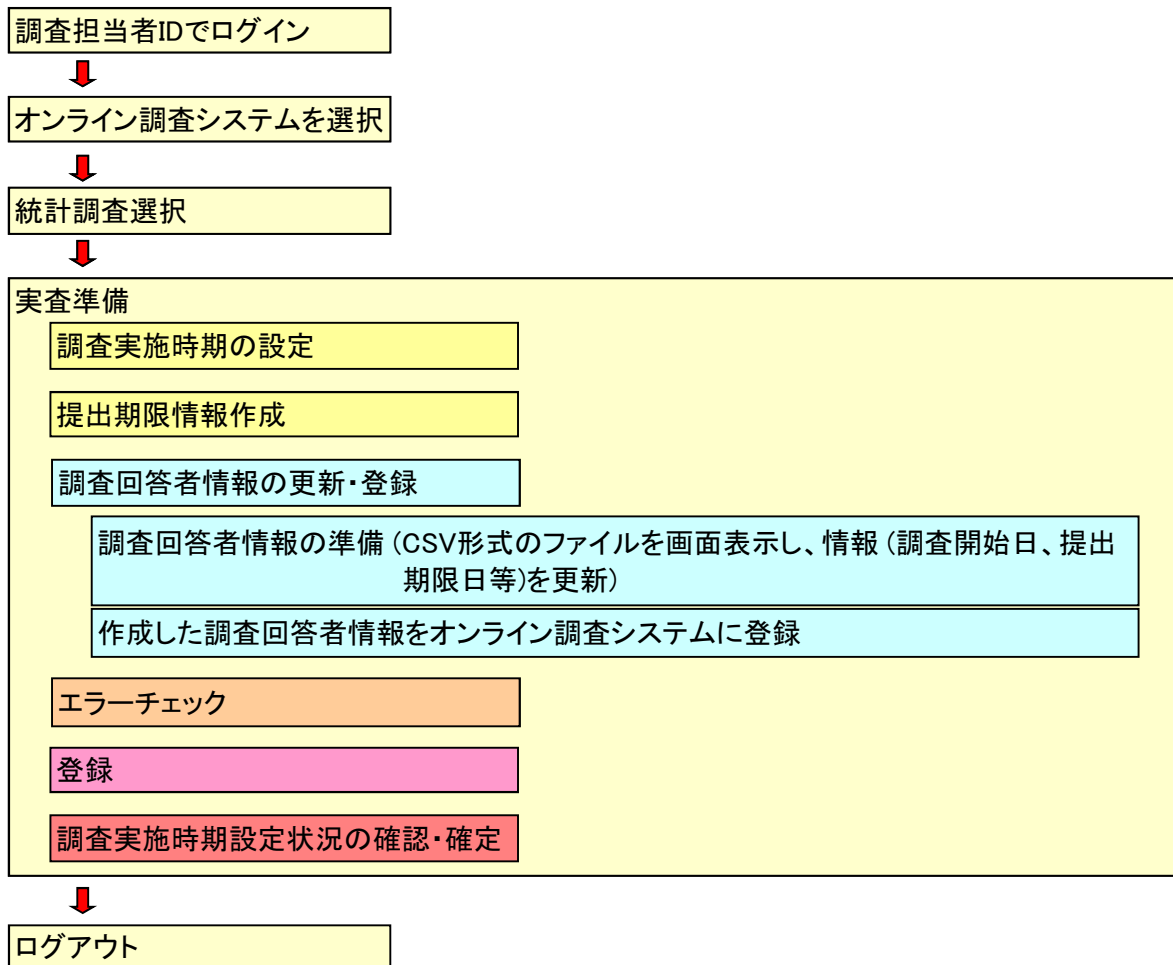 調査担当者IDでログイン
オンライン調査システムを選択
統計調査選択
実査準備
調査実施時期の設定
提出期限情報作成
調査回答者情報の更新・登録
調査回答者情報の準備 (CSV形式のファイルを画面表示し、情報 (調査開始日、提出
期限日等)を更新)
作成した調査回答者情報をオンライン調査システムに登録
エラーチェック
登録
調査実施時期設定状況の確認・確定
ログアウト